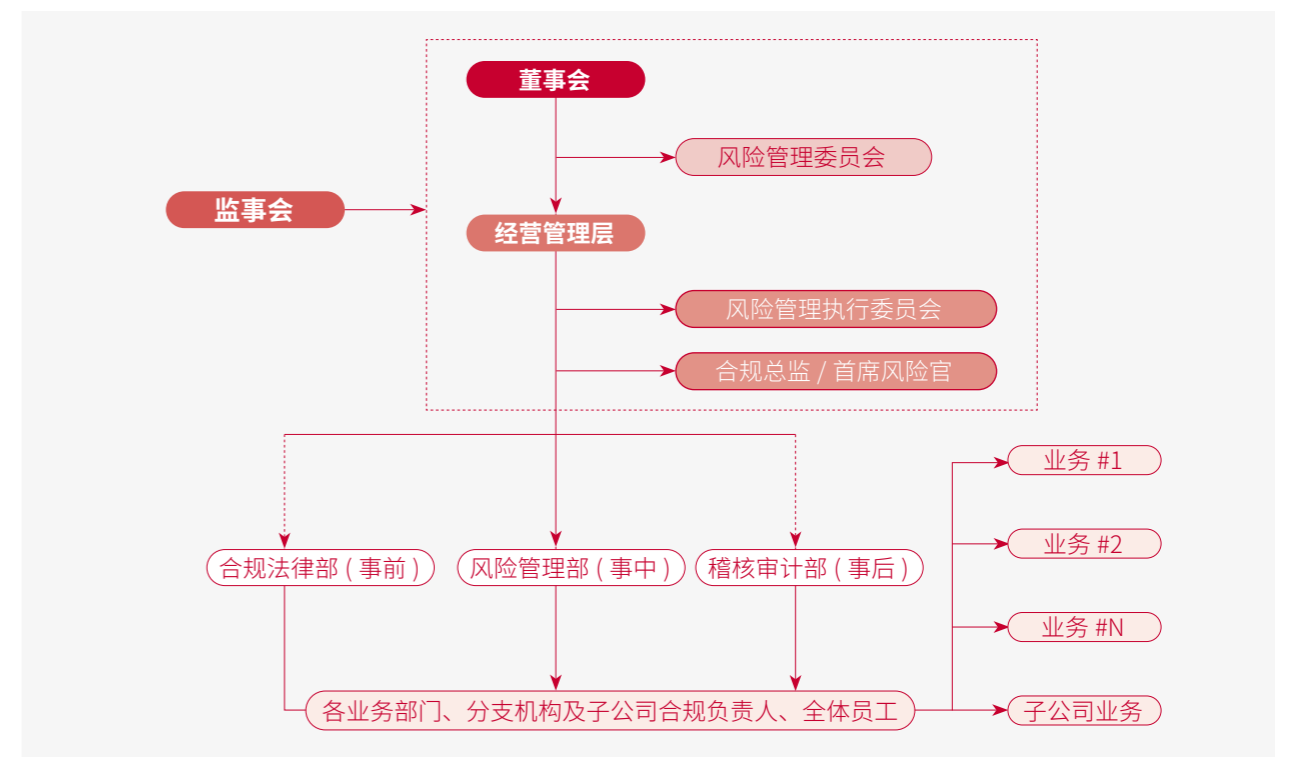 董事会
风险管理委员会
监事会
经营管理层
风险管理执行委员会
合规总监 / 首席风险官
业务 #1
业务 #2
合规法律部 ( 事前 )
风险管理部 ( 事中 )
稽核审计部 ( 事后 )
业务 #N
各业务部门、分支机构及子公司合规负责人、全体员工
子公司业务